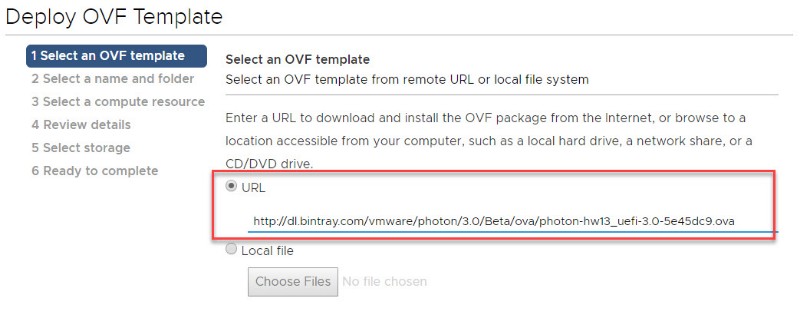 Deploy OVF Template
1 Select an OVF template
2 Select a name and folder
3 Select a compute resource
4 Review details
5 Select storage
6 Ready to complete
Select an OVF template
Select an OVF template from remote URL or local file system
Enter a URL to download and install the OVF package from the Internet, or browse to a
location accessible from your computer, such as a local hard drive, a network share, or a
CD/DVD drive.
URL
http://dl.bintray.com/vmware/photon/3.0/Beta/ova/photon-hw13_uefi-3.0-5e45dc9.ova
Local file
Choose Files No file chosen